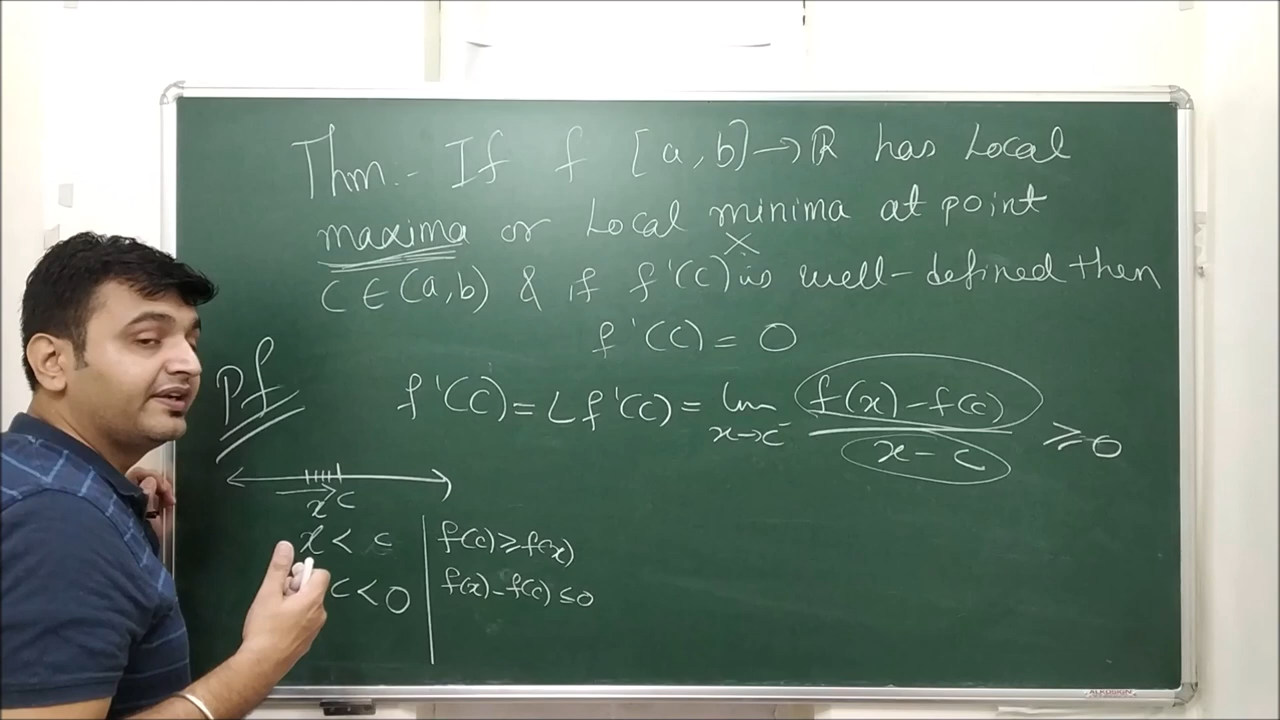 Thm.- If f [a,b]→ℝ has Local
maxima or Local minima at point
c∈(a,b) & if f'(c) is well-defined then
f'(c)=0
Pf
f'(c)=Lf'(c)= lim x→c⁻ f(x)-f(c) / x-c ≥0
x c
x < c
c<0
f(c)≥f(x)
f(x)-f(c)≤0
ALKOSIGN